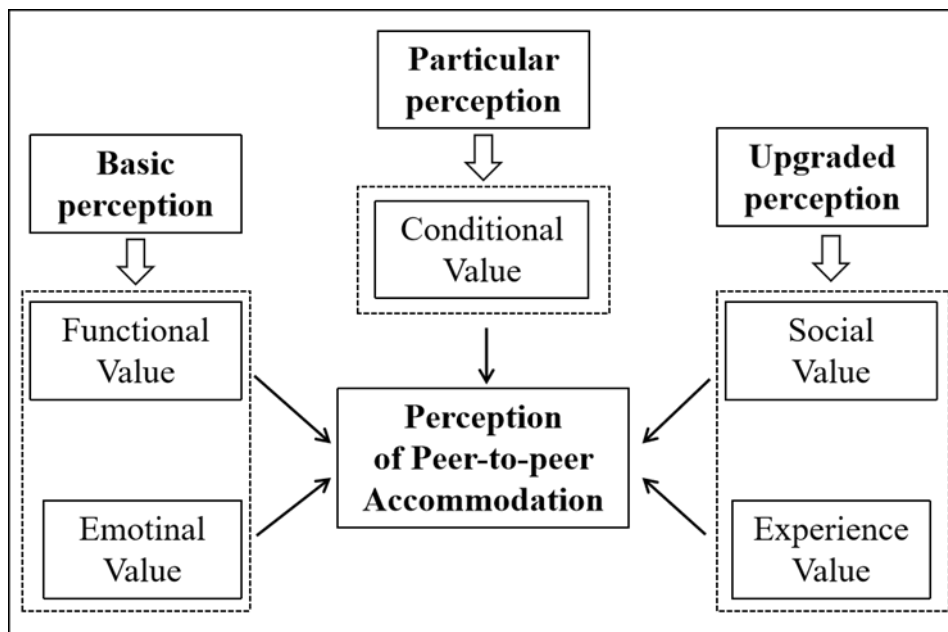 Particular
perception
Basic
perception
Upgraded
perception
Conditional
Value
Functional
Value
Social
Value
Perception
of Peer-to-peer
Accommodation
Emotinal
Value
Experience
Value